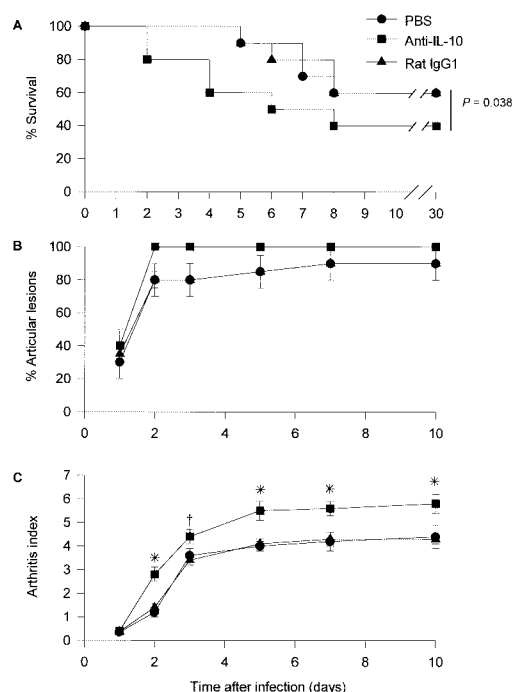 A
PBS
Anti-IL-10
Rat IgG1
% Survival
100
80
60
40
20
0
P = 0.038
0 1 2 3 4 5 6 7 8 9 10 30
B
% Articular lesions
100
80
60
40
20
0
0 2 4 6 8 10
C
Arthritis index
7
6
5
4
3
2
1
0
* † * * *
0 2 4 6 8 10
Time after infection (days)